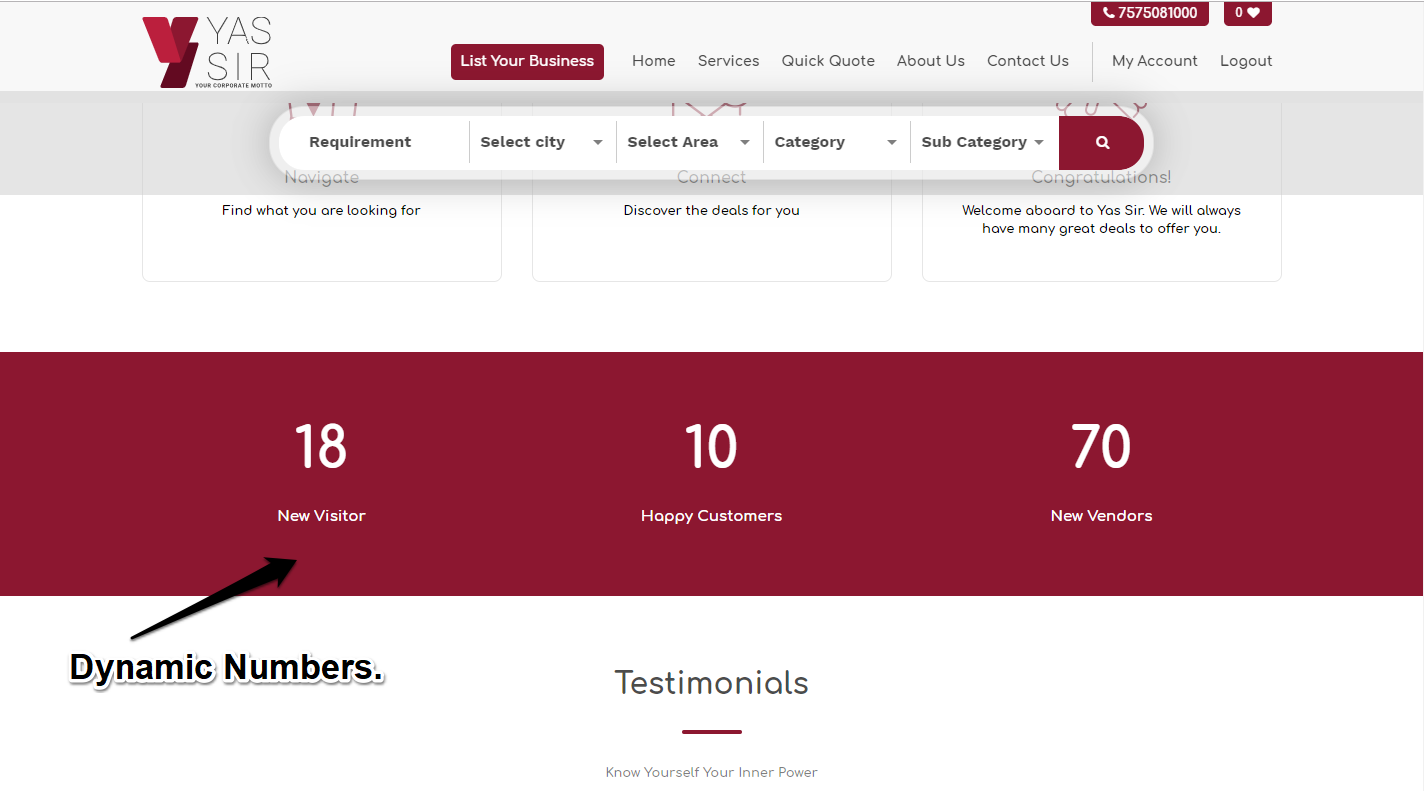 7575081000
0
YAS
SIR
YOUR CORPORATE MOTTO
List Your Business
Home
Services
Quick Quote
About Us
Contact Us
My Account
Logout
Requirement
Select city
Select Area
Category
Sub Category
Navigate
Connect
Congratulations!
Find what you are looking for
Discover the deals for you
Welcome aboard to Yas Sir. We will always
have many great deals to offer you.
18
10
70
New Visitor
Happy Customers
New Vendors
Dynamic Numbers.
Testimonials
Know Yourself Your Inner Power